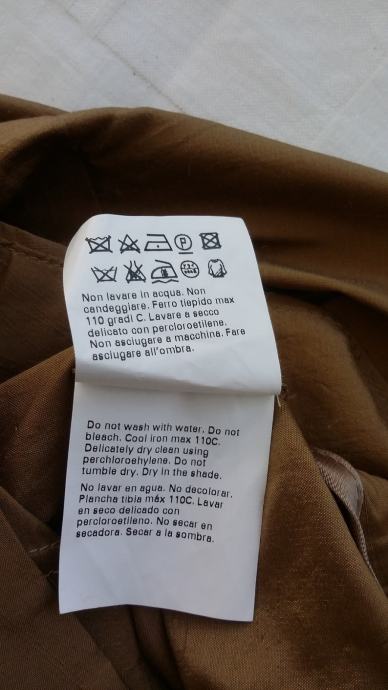 P
Non lavare in acqua. Non
candeggiare. Ferro tiepido max
110 gradi C. Lavare a secco
delicato con percloroetilene.
Non asciugare a macchina. Fare
asciugare all'ombra.
Do not wash with water. Do not
bleach. Cool iron max 110C.
Delicately dry clean using
perchloroehylene. Do not
tumble dry. Dry in the shade.
No lavar en agua. No decolorar.
Plancha tibia máx 110C. Lavar
en seco delicado con
percloroetileno. No secar en
secadora. Secar a la sombra.